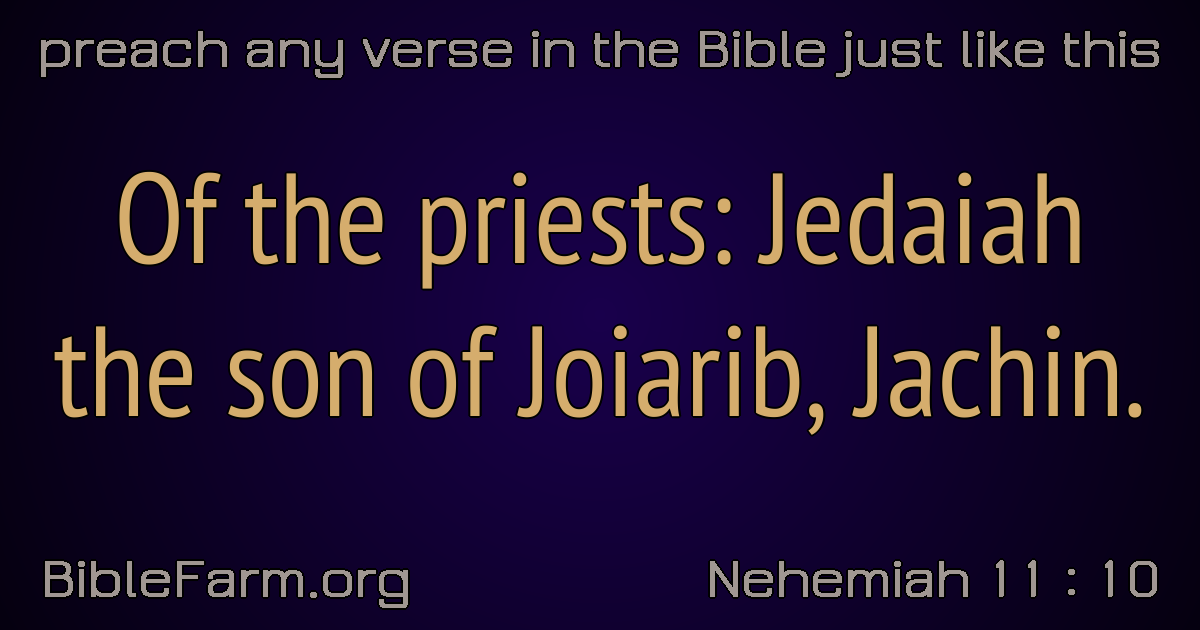 preach any verse in the Bible just like this
Of the priests: Jedaiah
the son of Joiarib, Jachin.
BibleFarm.org
Nehemiah 11 : 10